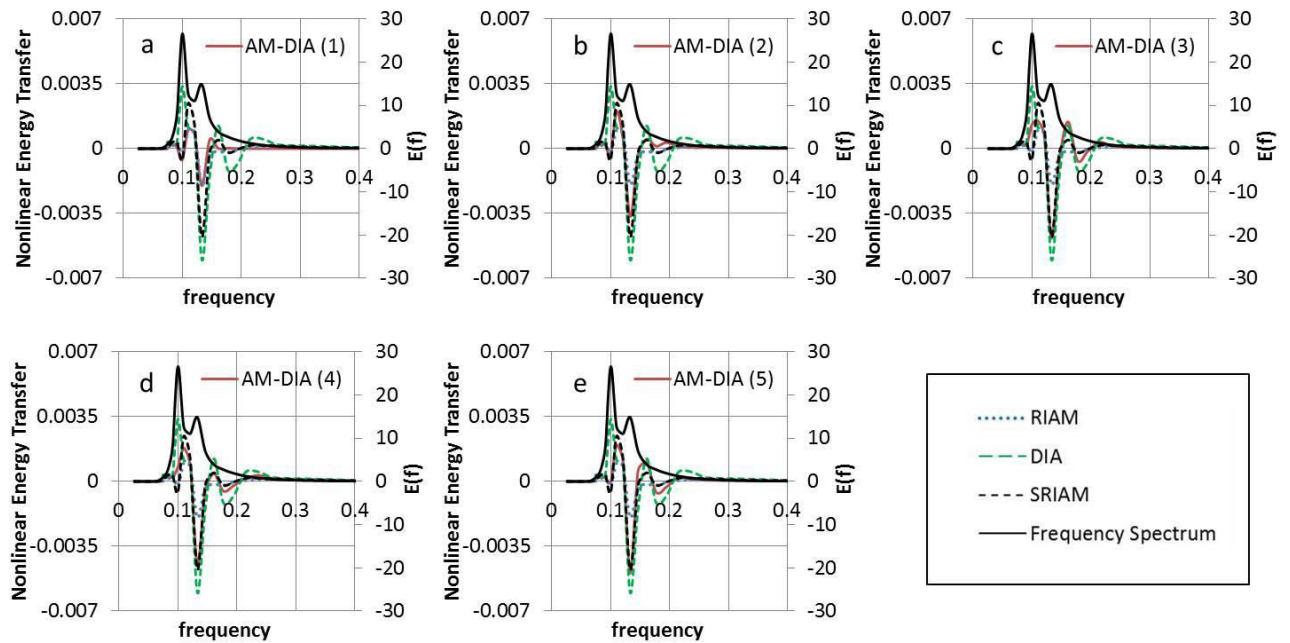 a
AM-DIA (1)
Nonlinear Energy Transfer
0.007
0.0035
0
-0.0035
-0.007
0
0.1
0.2
0.3
0.4
30
20
10
0
-10
-20
-30
E(f)
frequency
b
AM-DIA (2)
Nonlinear Energy Transfer
0.007
0.0035
0
-0.0035
-0.007
0
0.1
0.2
0.3
0.4
30
20
10
0
-10
-20
-30
E(f)
frequency
c
AM-DIA (3)
Nonlinear Energy Transfer
0.007
0.0035
0
-0.0035
-0.007
0
0.1
0.2
0.3
0.4
30
20
10
0
-10
-20
-30
E(f)
frequency
d
AM-DIA (4)
Nonlinear Energy Transfer
0.007
0.0035
0
-0.0035
-0.007
0
0.1
0.2
0.3
0.4
30
20
10
0
-10
-20
-30
E(f)
frequency
e
AM-DIA (5)
Nonlinear Energy Transfer
0.007
0.0035
0
-0.0035
-0.007
0
0.1
0.2
0.3
0.4
30
20
10
0
-10
-20
-30
E(f)
frequency
RIAM
DIA
SRIAM
Frequency Spectrum